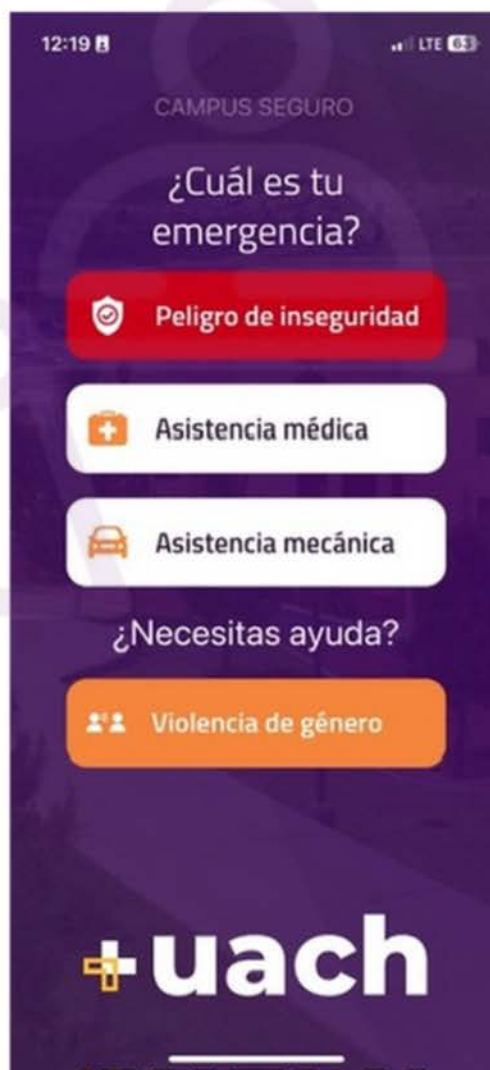 12:19
LTE 63
CAMPUS SEGURO
¿Cuál es tu
emergencia?
Peligro de inseguridad
Asistencia médica
Asistencia mecánica
¿Necesitas ayuda?
Violencia de género
+uach